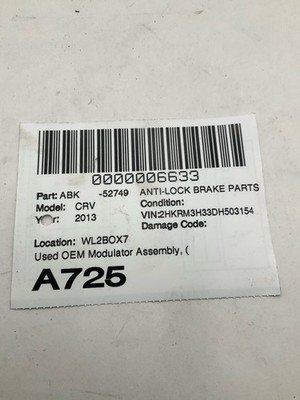 0000006633
Part: ABK -52749 ANTI-LOCK BRAKE PARTS
Model: CRV Condition:
Year: 2013 VIN:2HKRM3H33DH503154
Damage Code:
Location: WL2BOX7
Used OEM Modulator Assembly, (
A725